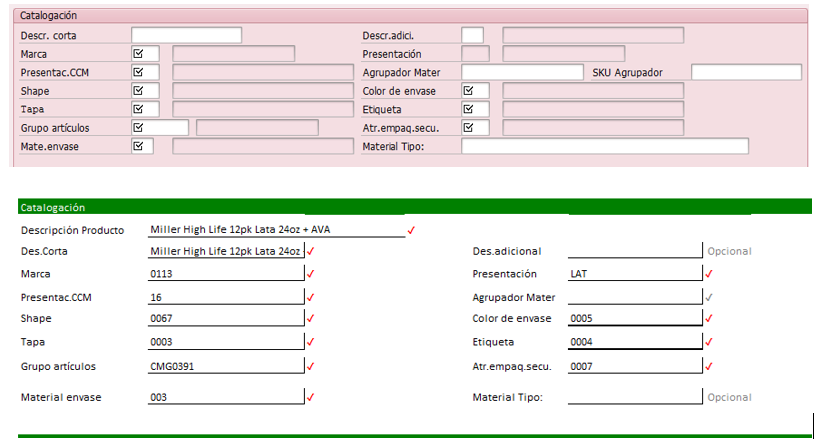 Catalogación
Descr. corta Descr.adici.
Marca Presentación
Presentac.CCM Agrupador Mater SKU Agrupador
Shape Color de envase
Tapa Etiqueta
Grupo artículos Atr.empaq.secu.
Mate.envase Material Tipo:
Catalogación
Descripción Producto Miller High Life 12pk Lata 24oz + AVA
Des.Corta Miller High Life 12pk Lata 24oz Des.adicional Opcional
Marca 0113 Presentación LAT
Presentac.CCM 16 Agrupador Mater
Shape 0067 Color de envase 0005
Tapa 0003 Etiqueta 0004
Grupo artículos CMG0391 Atr.empaq.secu. 0007
Material envase 003 Material Tipo: Opcional